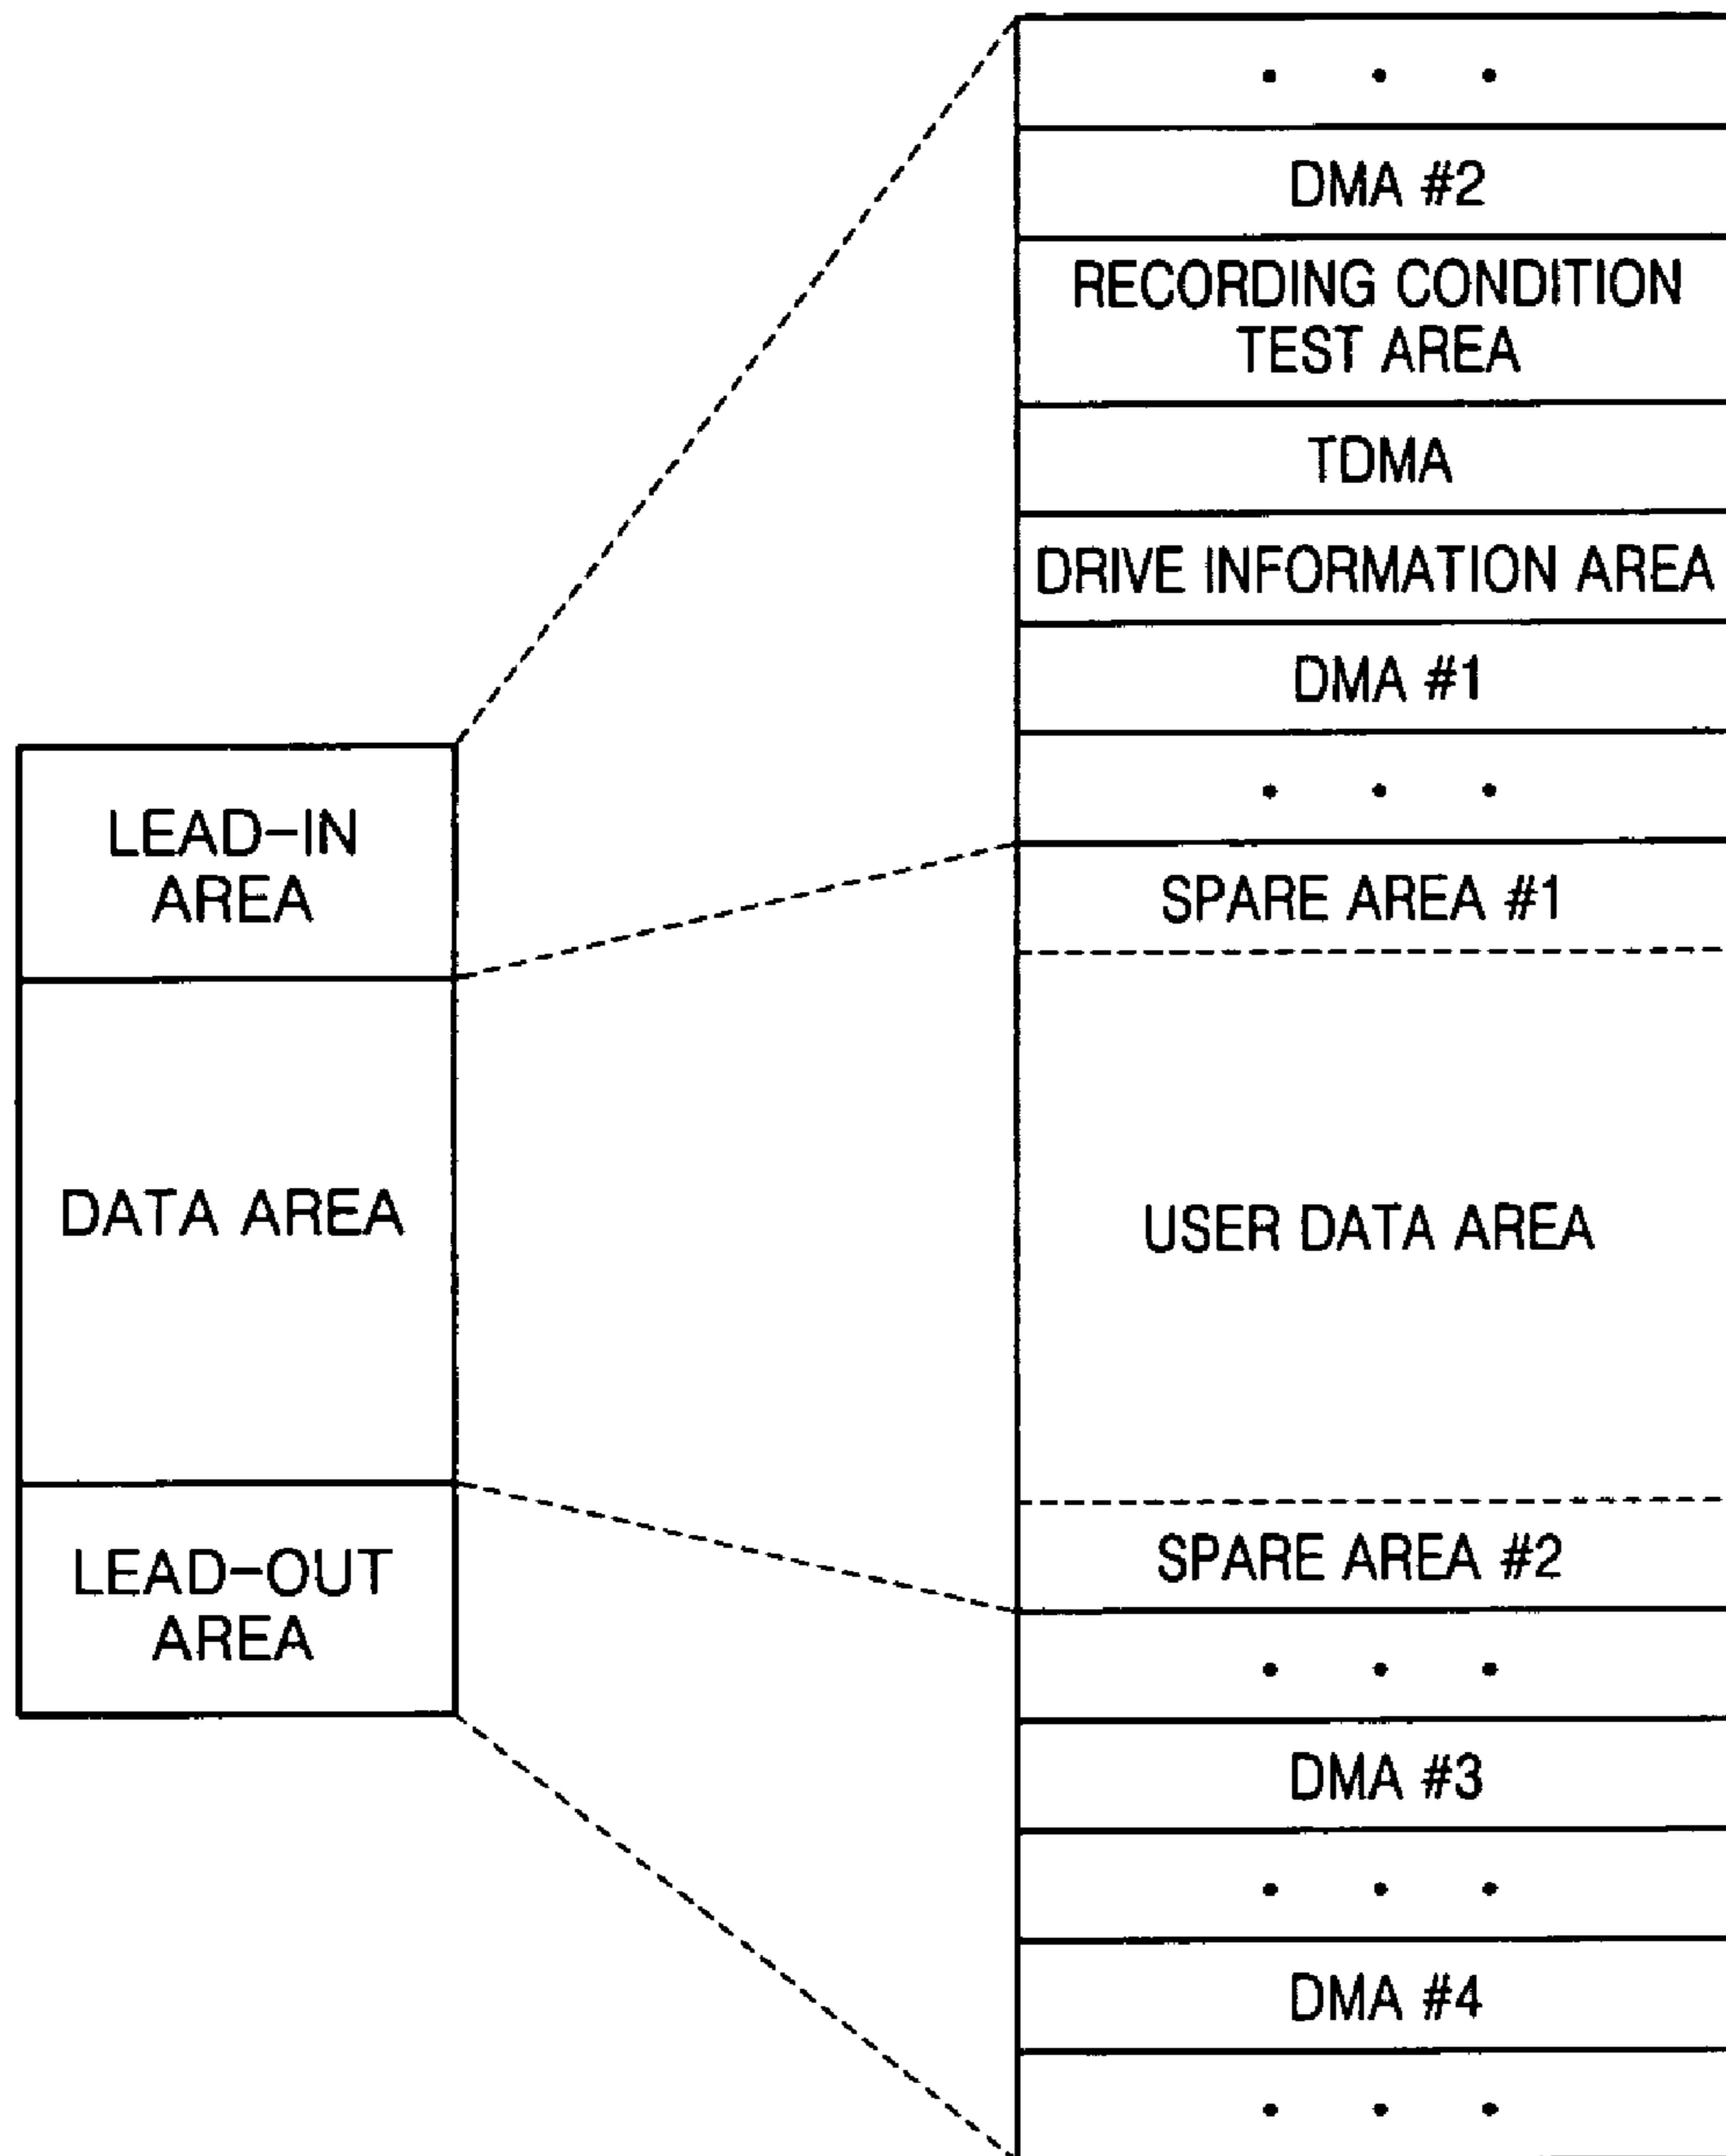 LEAD-IN
AREA
DATA AREA
LEAD-OUT
AREA
. . .
DMA #2
RECORDING CONDITION
TEST AREA
TDMA
DRIVE INFORMATION AREA
DMA #1
. . .
SPARE AREA #1
USER DATA AREA
SPARE AREA #2
. . .
DMA #3
. . .
DMA #4
. . .